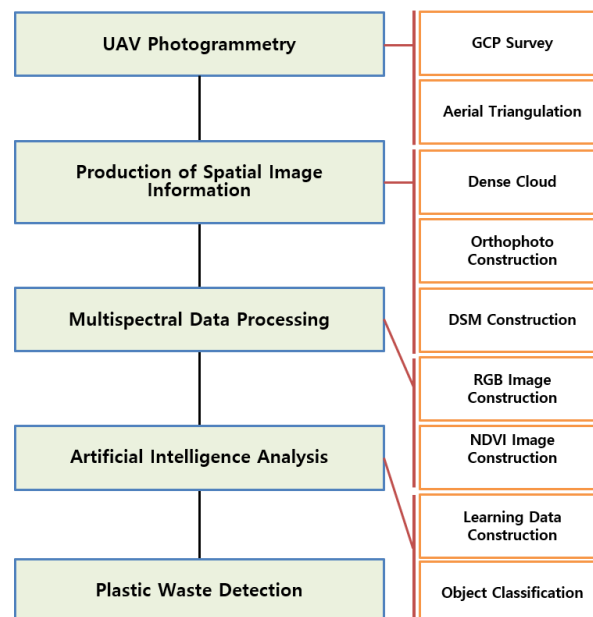 UAV Photogrammetry
GCP Survey
Aerial Triangulation
Production of Spatial Image
Information
Dense Cloud
Orthophoto
Construction
Multispectral Data Processing
DSM Construction
RGB Image
Construction
NDVI Image
Construction
Artificial Intelligence Analysis
Learning Data
Construction
Object Classification
Plastic Waste Detection